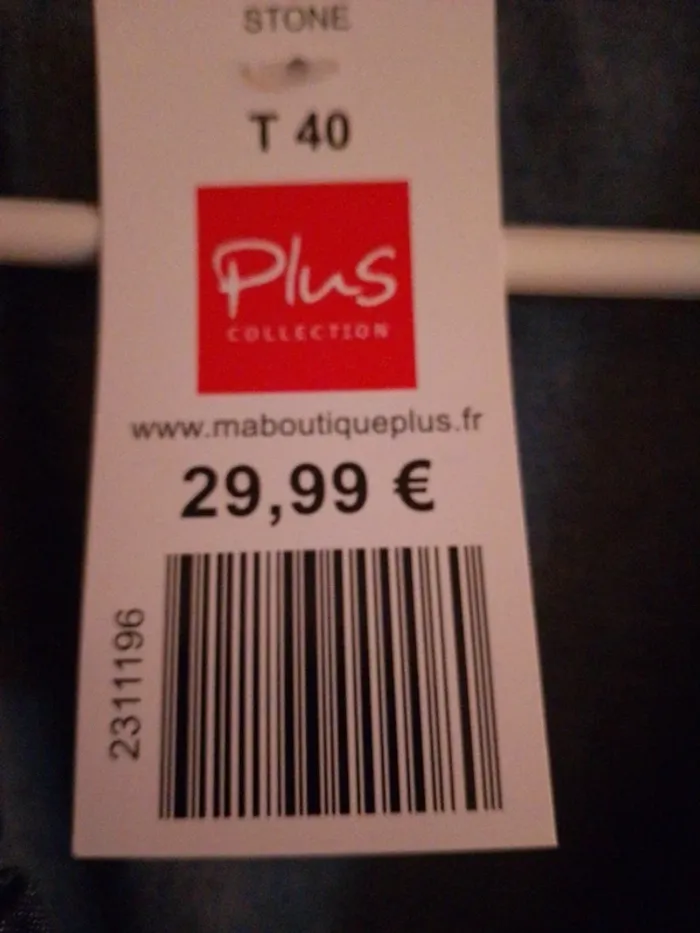 STONE
T 40
Plus
COLLECTION
www.maboutiqueplus.fr
29,99 €
2311196